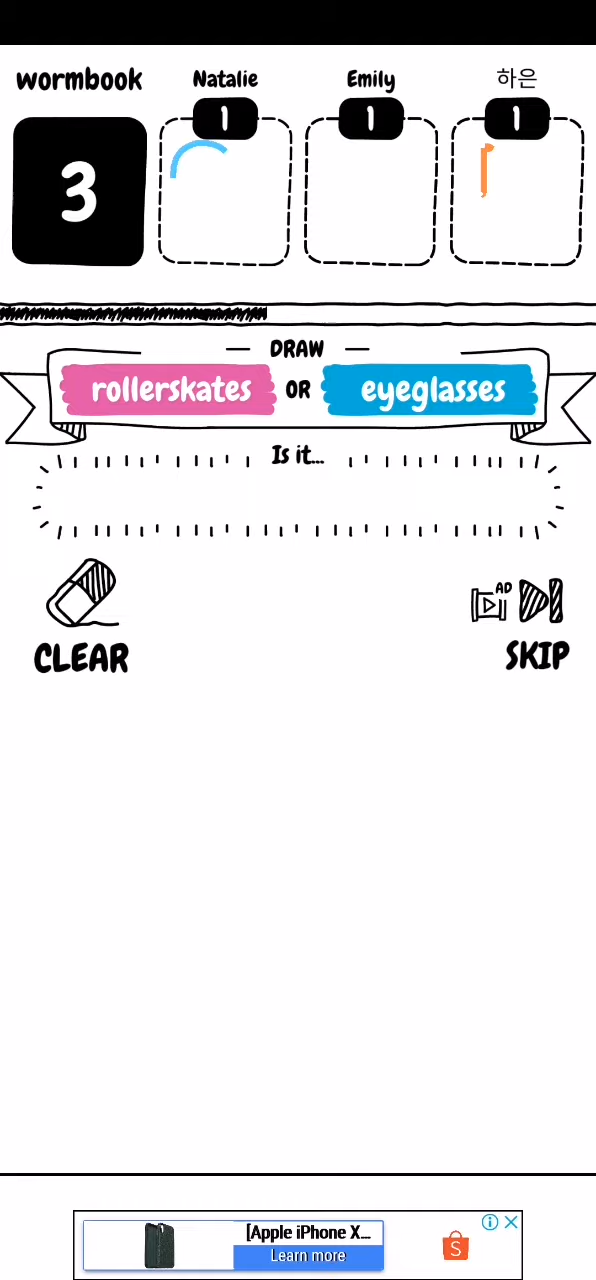 wormbook Natalie Emily 하은
3 1 1 1
DRAW
rollerskates OR eyeglasses
Is it...
AD
CLEAR SKIP
[Apple iPhone X...
Learn more
S